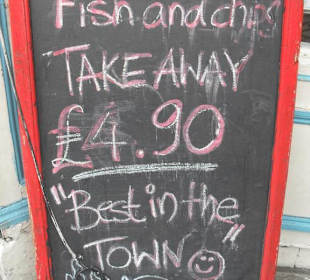 Fish and chips
TAKE AWAY
£4.90
"Best in the"
TOWN